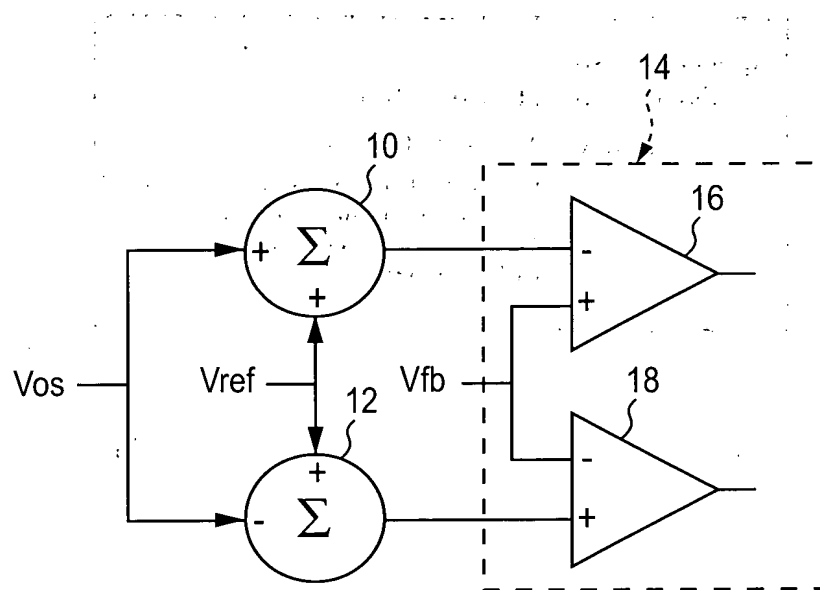 14
10
16
+ Σ
-
+
+
Vos
Vref
Vfb
12
18
+
-
- Σ
+